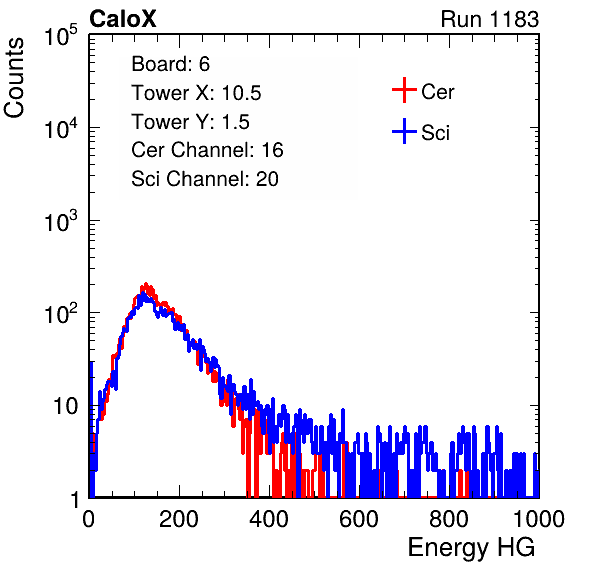 CaloX Run 1183
Counts
10^5
10^4
10^3
10^2
10
1
Board: 6
Tower X: 10.5
Tower Y: 1.5
Cer Channel: 16
Sci Channel: 20
Cer
Sci
0 200 400 600 800 1000
Energy HG